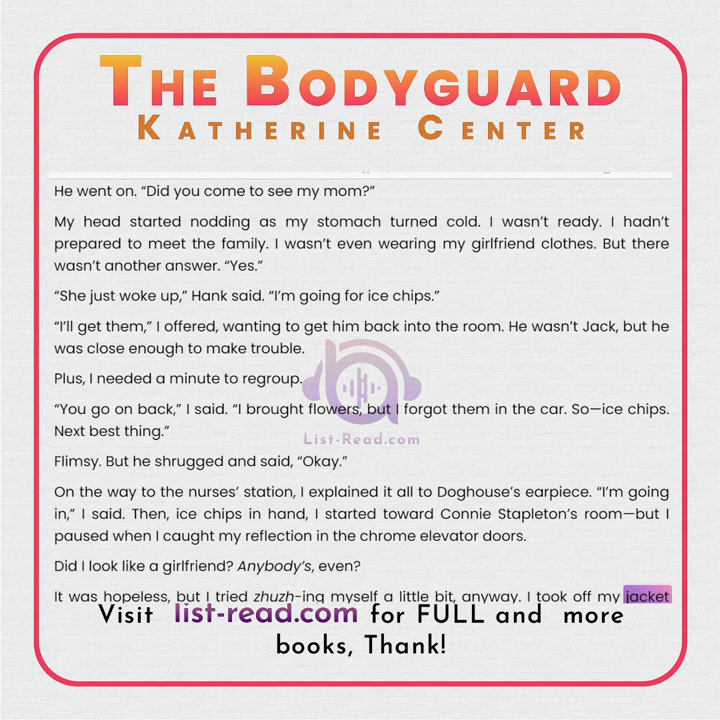 THE BODYGUARD
KATHERINE CENTER
He went on. “Did you come to see my mom?”
My head started nodding as my stomach turned cold. I wasn’t ready. I hadn’t
prepared to meet the family. I wasn’t even wearing my girlfriend clothes. But there
wasn’t another answer. “Yes.”
“She just woke up,” Hank said. “I’m going for ice chips.”
“I’ll get them,” I offered, wanting to get him back into the room. He wasn’t Jack, but he
was close enough to make trouble.
Plus, I needed a minute to regroup.
“You go on back,” I said. “I brought flowers, but I forgot them in the car. So—ice chips.
Next best thing.”
List-Read.com
Flimsy. But he shrugged and said, “Okay.”
On the way to the nurses’ station, I explained it all to Doghouse’s earpiece. “I’m going
in,” I said. Then, ice chips in hand, I started toward Connie Stapleton’s room—but I
paused when I caught my reflection in the chrome elevator doors.
Did I look like a girlfriend? Anybody’s, even?
It was hopeless, but I tried zhuzh-ing myself a little bit, anyway. I took off my jacket
Visit list-read.com for FULL and more
books, Thank!